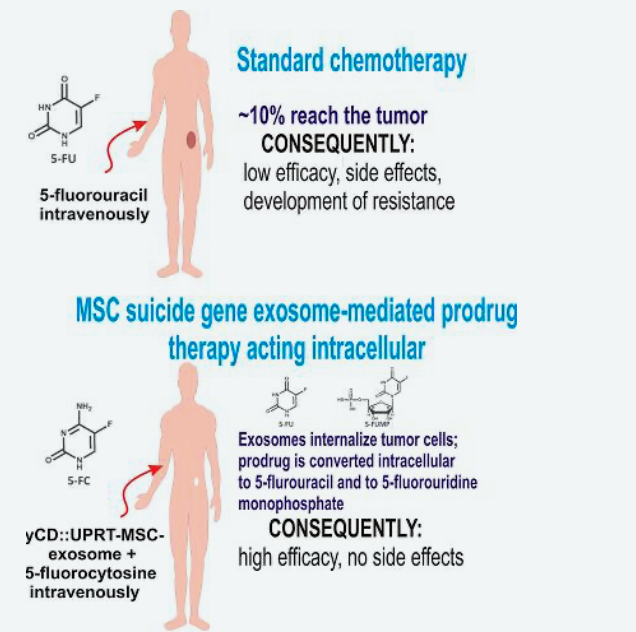 Standard chemotherapy
O
F
HN
O
N
H
5-FU
~10% reach the tumor
CONSEQUENTLY:
low efficacy, side effects,
development of resistance
5-fluorouracil
intravenously
MSC suicide gene exosome-mediated prodrug
therapy acting intracellular
NH2
F
N
O
N
H
5-FC
5-FU
5-FUMP
Exosomes internalize tumor cells;
prodrug is converted intracellular
to 5-flurouracil and to 5-fluorouridine
monophosphate
CONSEQUENTLY:
high efficacy, no side effects
yCD::UPRT-MSC-
exosome +
5-fluorocytosine
intravenously